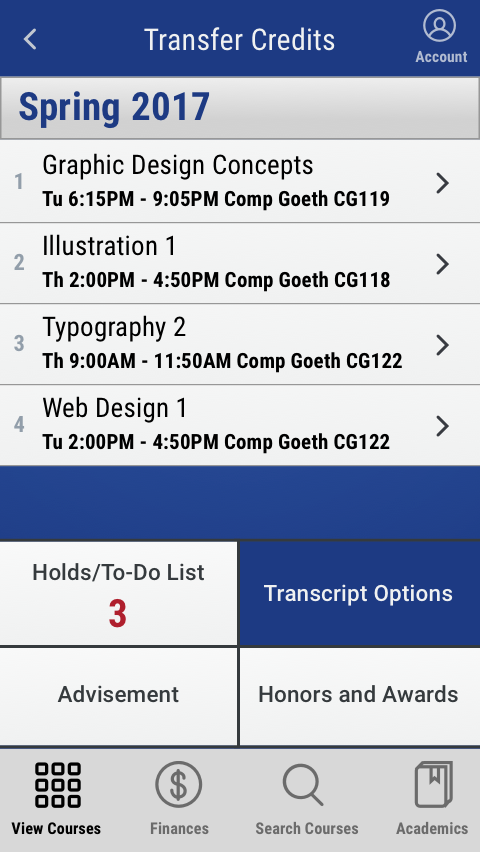 Transfer Credits
Account
Spring 2017
1 Graphic Design Concepts
Tu 6:15PM - 9:05PM Comp Goeth CG119
2 Illustration 1
Th 2:00PM - 4:50PM Comp Goeth CG118
3 Typography 2
Th 9:00AM - 11:50AM Comp Goeth CG122
4 Web Design 1
Tu 2:00PM - 4:50PM Comp Goeth CG122
Holds/To-Do List
3
Transcript Options
Advisement
Honors and Awards
View Courses
Finances
Search Courses
Academics